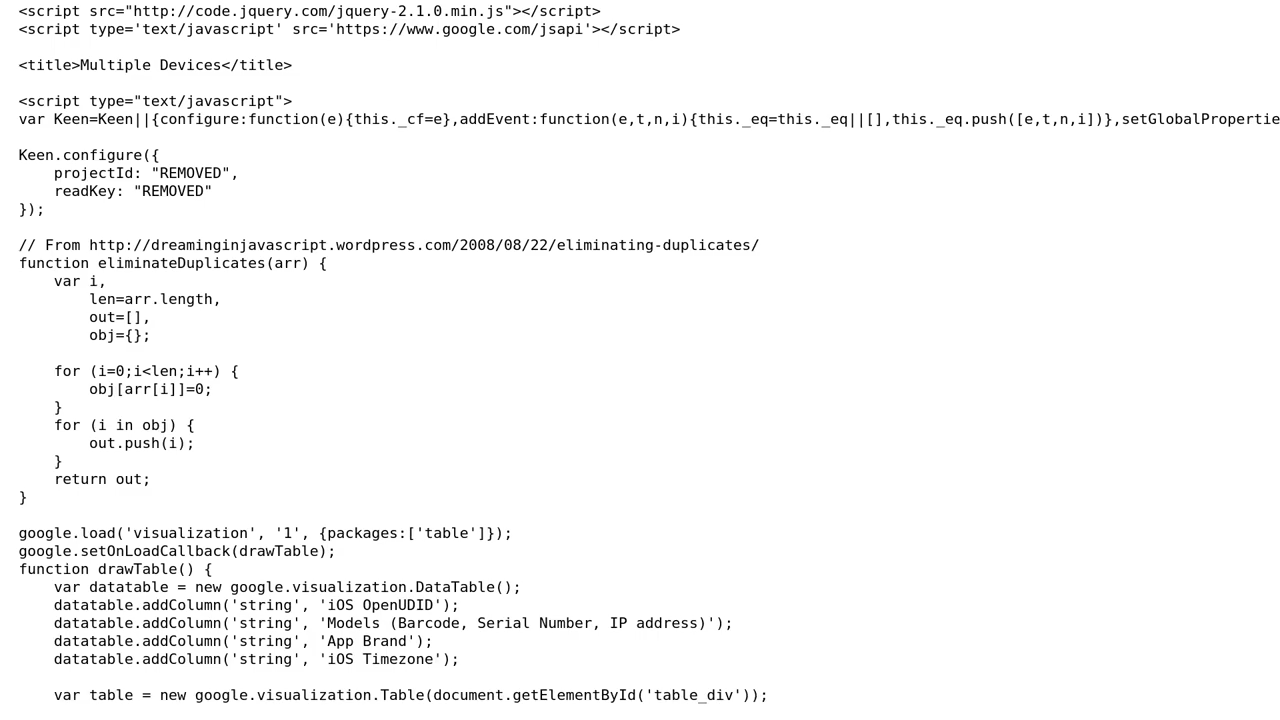 <script src="http://code.jquery.com/jquery-2.1.0.min.js"></script>
<script type='text/javascript' src='https://www.google.com/jsapi'></script>
<title>Multiple Devices</title>
<script type="text/javascript">
var Keen=Keen||{configure:function(e){this._cf=e},addEvent:function(e,t,n,i){this._eq=this._eq||[],this._eq.push([e,t,n,i])},setGlobalPropertie
Keen.configure({
    projectId: "REMOVED",
    readKey: "REMOVED"
});
// From http://dreaminginjavascript.wordpress.com/2008/08/22/eliminating-duplicates/
function eliminateDuplicates(arr) {
    var i,
        len=arr.length,
        out=[],
        obj={};
    for (i=0;i<len;i++) {
        obj[arr[i]]=0;
    }
    for (i in obj) {
        out.push(i);
    }
    return out;
}
google.load('visualization', '1', {packages:['table']});
google.setOnLoadCallback(drawTable);
function drawTable() {
    var datatable = new google.visualization.DataTable();
    datatable.addColumn('string', 'iOS OpenUDID');
    datatable.addColumn('string', 'Models (Barcode, Serial Number, IP address)');
    datatable.addColumn('string', 'App Brand');
    datatable.addColumn('string', 'iOS Timezone');
    var table = new google.visualization.Table(document.getElementById('table_div'));